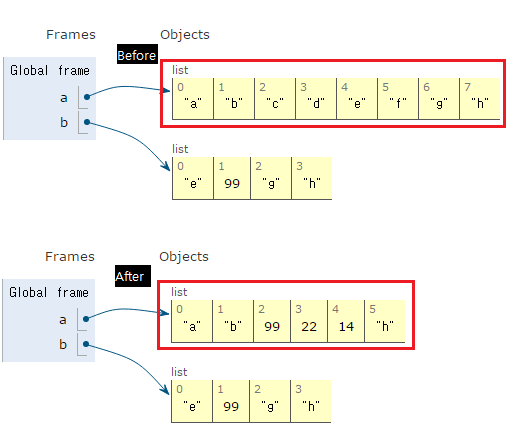 Frames Objects
Before
Global frame
a
b
list
0 1 2 3 4 5 6 7
"a" "b" "c" "d" "e" "f" "g" "h"
list
0 1 2 3
"e" 99 "g" "h"
Frames Objects
After
Global frame
a
b
list
0 1 2 3 4 5
"a" "b" 99 22 14 "h"
list
0 1 2 3
"e" 99 "g" "h"